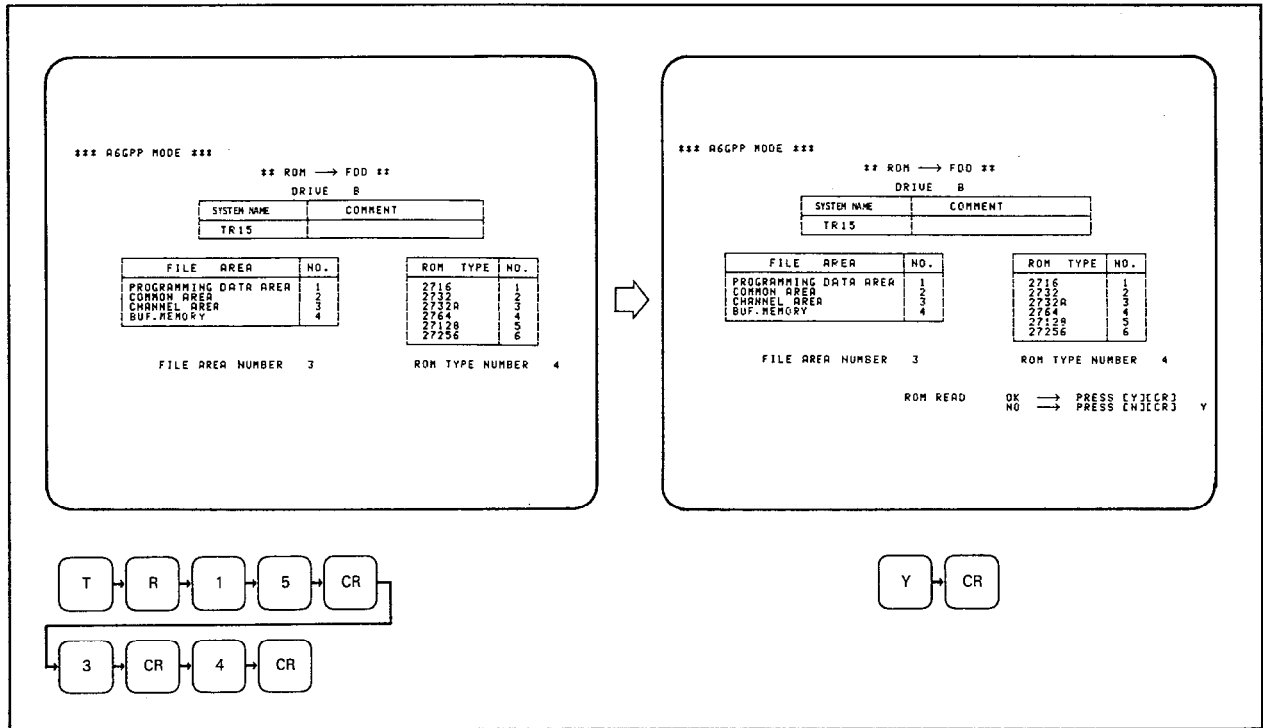 *** A6GPP MODE ***
** ROM → FDD **
DRIVE B
SYSTEM NAME COMMENT
TR15
FILE AREA NO.
PROGRAMMING DATA AREA 1
COMMON AREA 2
CHANNEL AREA 3
BUF.MEMORY 4
ROM TYPE NO.
2716 1
2732 2
2732A 3
2764 4
27128 5
27256 6
FILE AREA NUMBER 3
ROM TYPE NUMBER 4
T R 1 5 CR
3 CR 4 CR
*** A6GPP MODE ***
** ROM → FDD **
DRIVE B
SYSTEM NAME COMMENT
TR15
FILE AREA NO.
PROGRAMMING DATA AREA 1
COMMON AREA 2
CHANNEL AREA 3
BUF.MEMORY 4
ROM TYPE NO.
2716 1
2732 2
2732A 3
2764 4
27128 5
27256 6
FILE AREA NUMBER 3
ROM TYPE NUMBER 4
ROM READ OK → PRESS [Y][CR]
NO → PRESS [N][CR] Y
Y CR